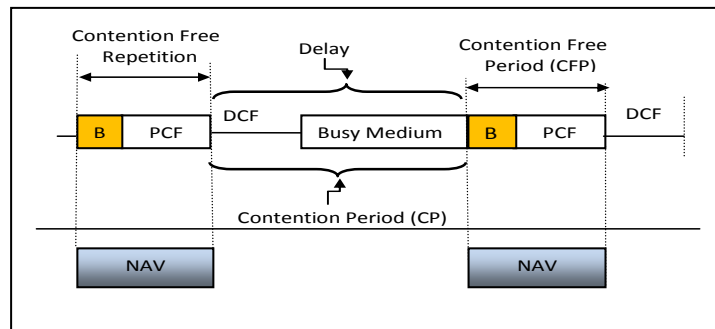 Contention Free
Repetition
Delay
Contention Free
Period (CFP)
B
PCF
DCF
Busy Medium
B
PCF
DCF
Contention Period (CP)
NAV
NAV